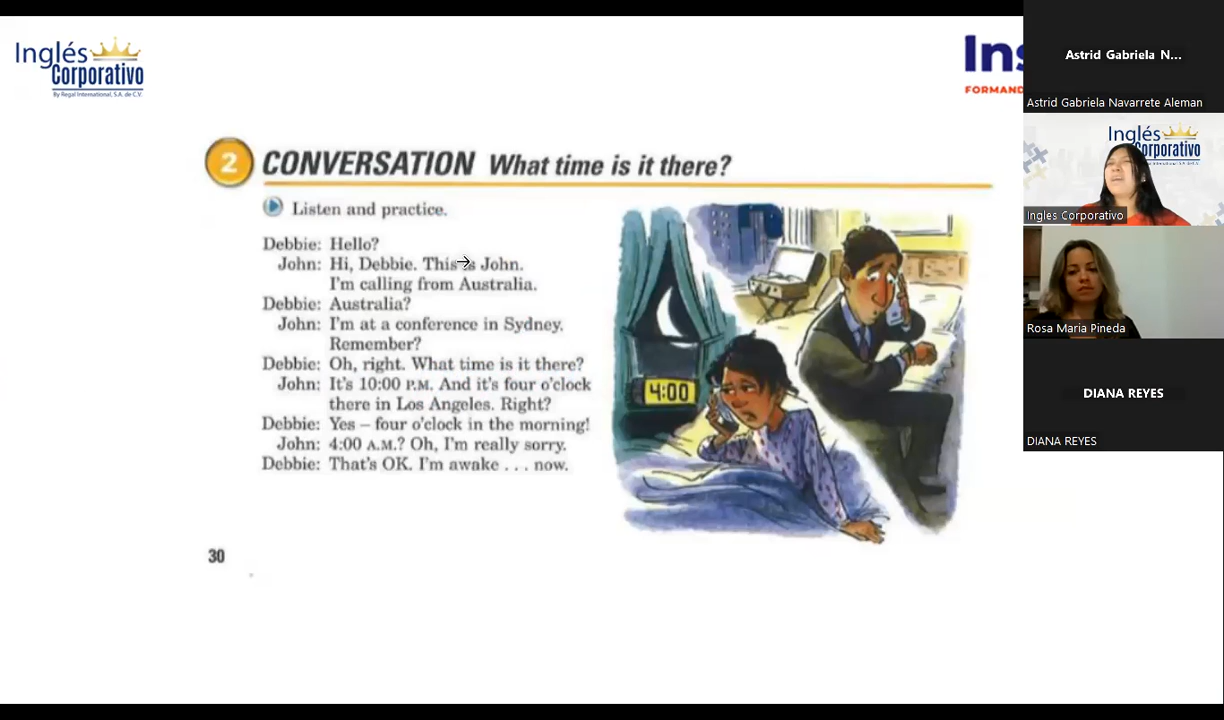 Inglés
Corporativo
By Regal International, S.A. de C.V.
Ins
FORMAND
2 CONVERSATION What time is it there?
Listen and practice.
Debbie: Hello?
John: Hi, Debbie. This is John.
I'm calling from Australia.
Debbie: Australia?
John: I'm at a conference in Sydney.
Remember?
Debbie: Oh, right. What time is it there?
John: It's 10:00 P.M. And it's four o'clock
there in Los Angeles. Right?
Debbie: Yes – four o'clock in the morning!
John: 4:00 A.M.? Oh, I'm really sorry.
Debbie: That's OK. I'm awake . . . now.
4:00
30
Astrid Gabriela N...
Astrid Gabriela Navarrete Aleman
Inglés
Corporativo
Ingles Corporativo
Rosa Maria Pineda
DIANA REYES
DIANA REYES